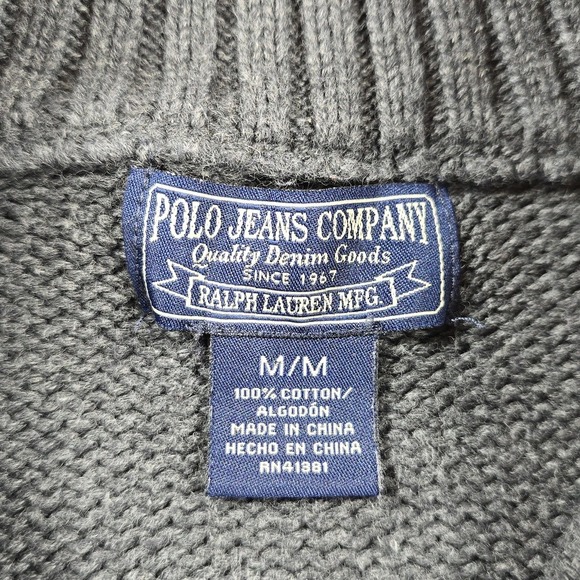 POLO JEANS COMPANY
Quality Denim Goods
SINCE 1967
RALPH LAUREN MFG.
M/M
100% COTTON/
ALGODÓN
MADE IN CHINA
HECHO EN CHINA
RN41381